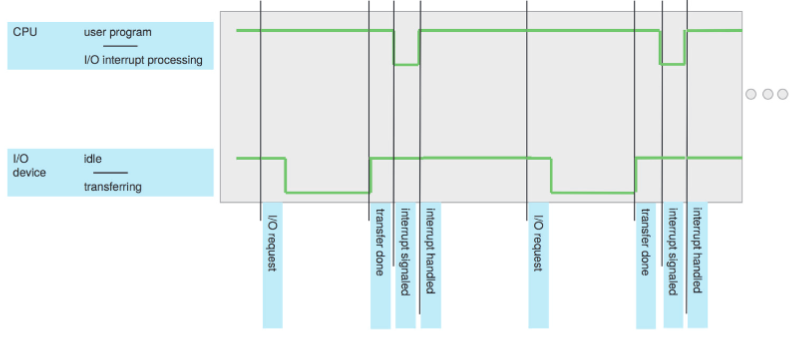 CPU
user program
I/O interrupt processing
I/O
device
idle
transferring
I/O request
transfer done
interrupt signaled
interrupt handled
I/O request
transfer done
interrupt signaled
interrupt handled